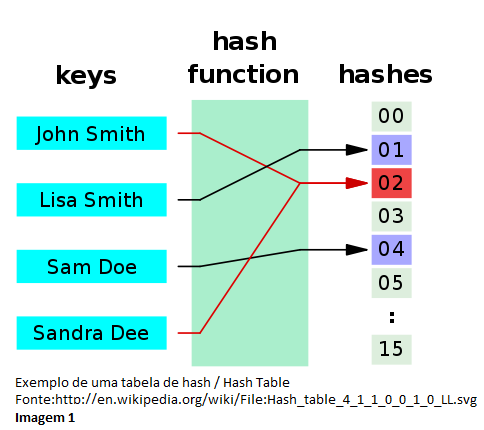 hash
function
keys
hashes
John Smith
Lisa Smith
Sam Doe
Sandra Dee
00
01
02
03
04
05
:
15
Exemplo de uma tabela de hash / Hash Table
Fonte:http://en.wikipedia.org/wiki/File:Hash_table_4_1_1_0_0_1_0_LL.svg
Imagem 1